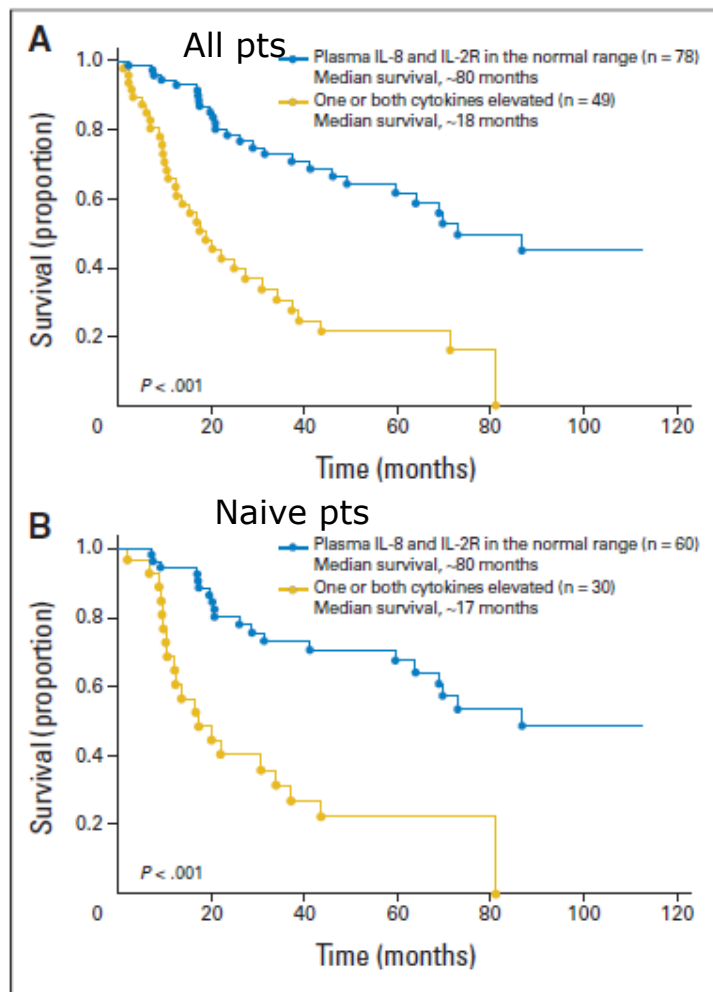 A
All pts
Plasma IL-8 and IL-2R in the normal range (n = 78)
Median survival, ~80 months
One or both cytokines elevated (n = 49)
Median survival, ~18 months
Survival (proportion)
1.0
0.8
0.6
0.4
0.2
P < .001
0 20 40 60 80 100 120
Time (months)
B
Naive pts
Plasma IL-8 and IL-2R in the normal range (n = 60)
Median survival, ~80 months
One or both cytokines elevated (n = 30)
Median survival, ~17 months
Survival (proportion)
1.0
0.8
0.6
0.4
0.2
P < .001
0 20 40 60 80 100 120
Time (months)